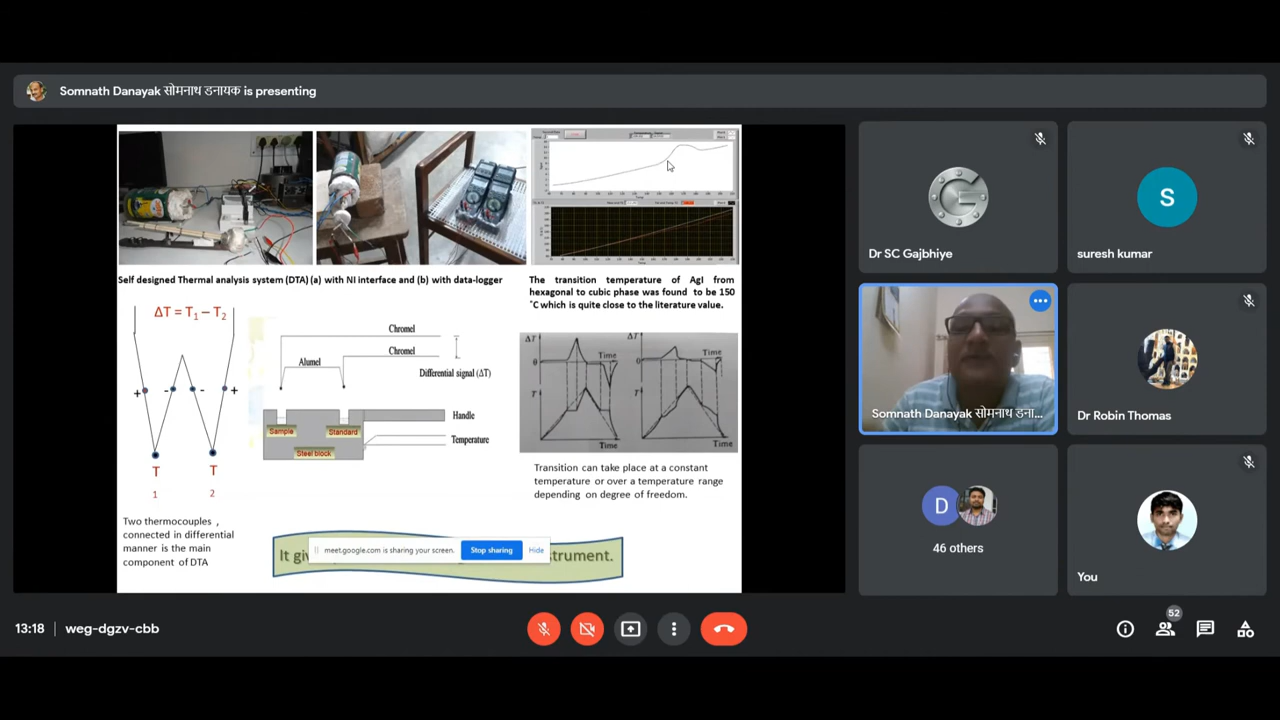 Somnath Danayak सोमनाथ डनायक is presenting
Self designed Thermal analysis system (DTA) (a) with NI interface and (b) with data-logger
The transition temperature of AgI from
hexagonal to cubic phase was found to be 150
˚C which is quite close to the literature value.
ΔT = T1 – T2
+
-
-
+
T
1
T
2
Two thermocouples ,
connected in differential
manner is the main
component of DTA
Chromel
Chromel
Alumel
Differential signal (ΔT)
Handle
Sample
Standard
Temperature
Steel block
ΔT
Time
0
T
Time
ΔT
Time
0
T
Time
Transition can take place at a constant
temperature or over a temperature range
depending on degree of freedom.
It
strument.
meet.google.com is sharing your screen.
Stop sharing
Hide
Dr SC Gajbhiye
S
suresh kumar
Somnath Danayak सोमनाथ डना...
Dr Robin Thomas
D
46 others
You
13:18
weg-dgzv-cbb
52